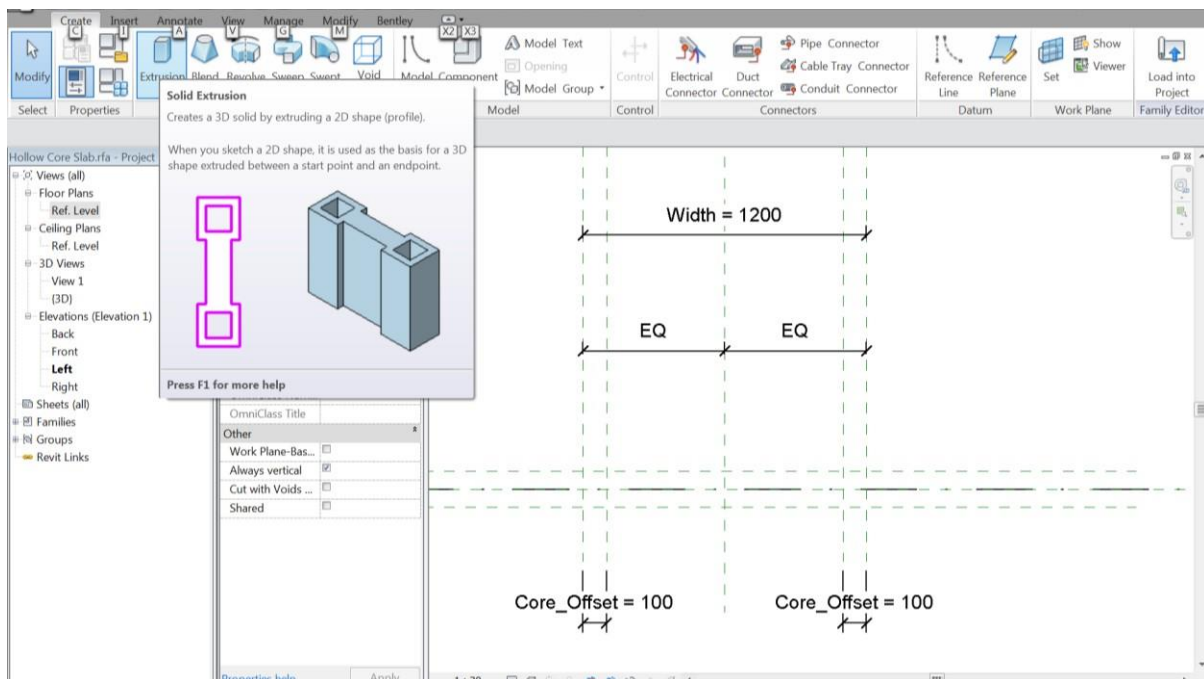 Create Insert Annotate View Manage Modify Bentley
C I A V G M X2 X3
Modify
Extrusion Blend Revolve Sweep Swept Void Model Component
Model Text
Opening
Model Group
Control
Electrical Connector
Duct Connector
Pipe Connector
Cable Tray Connector
Conduit Connector
Reference Line
Reference Plane
Set
Show
Viewer
Load into Project
Select Properties Model Control Connectors Datum Work Plane Family Editor
Solid Extrusion
Creates a 3D solid by extruding a 2D shape (profile).
When you sketch a 2D shape, it is used as the basis for a 3D
shape extruded between a start point and an endpoint.
Press F1 for more help
Hollow Core Slab.rfa - Project
Views (all)
Floor Plans
Ref. Level
Ceiling Plans
Ref. Level
3D Views
View 1
{3D}
Elevations (Elevation 1)
Back
Front
Left
Right
Sheets (all)
Families
Groups
Revit Links
OmniClass Title
Other
Work Plane-Bas...
Always vertical
Cut with Voids ...
Shared
Properties help
Apply
Width = 1200
EQ EQ
Core_Offset = 100 Core_Offset = 100